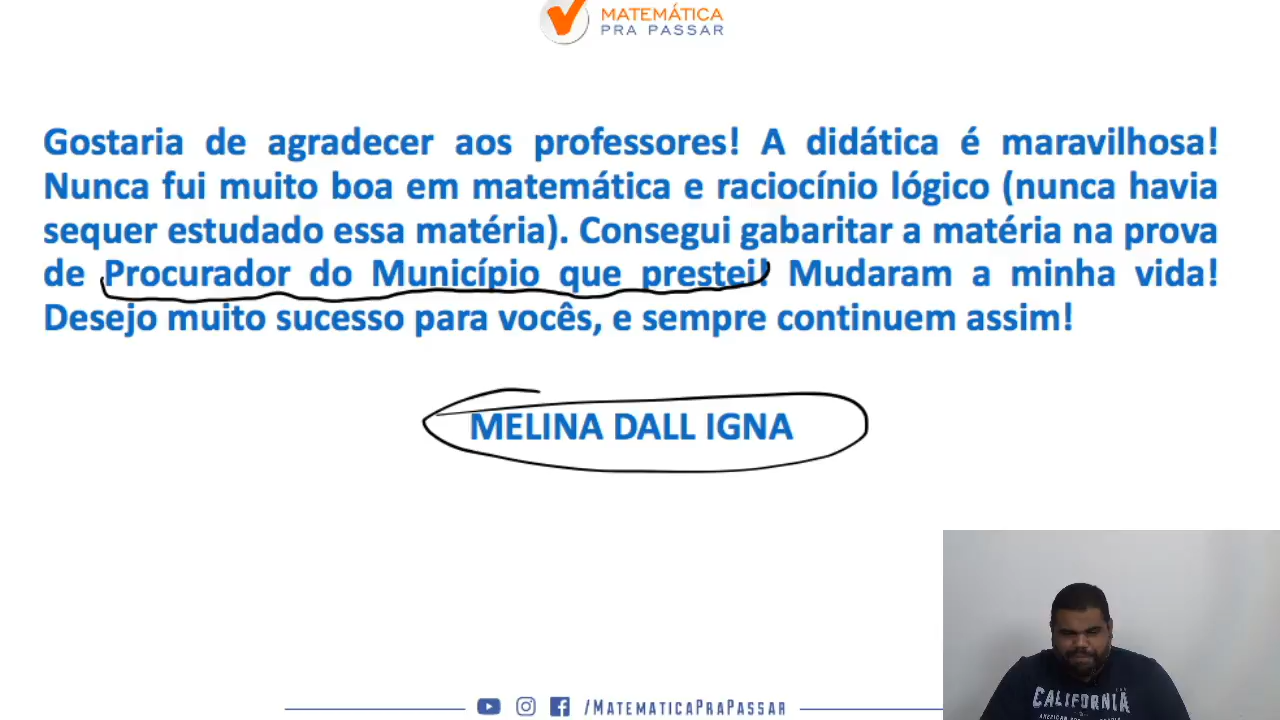 MATEMÁTICA
PRA PASSAR
Gostaria de agradecer aos professores! A didática é maravilhosa!
Nunca fui muito boa em matemática e raciocínio lógico (nunca havia
sequer estudado essa matéria). Consegui gabaritar a matéria na prova
de Procurador do Município que prestei! Mudaram a minha vida!
Desejo muito sucesso para vocês, e sempre continuem assim!
MELINA DALL IGNA
CALIFORNIA
/MATEMATICAPRAPASSAR